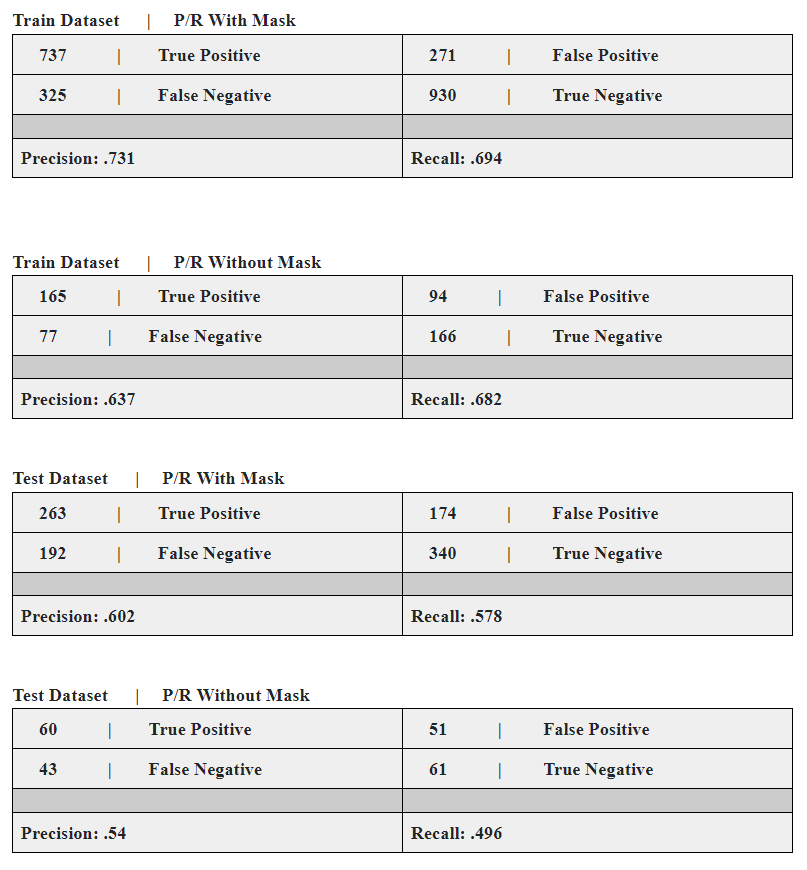 Train Dataset | P/R With Mask
737 | True Positive 271 | False Positive
325 | False Negative 930 | True Negative
Precision: .731 Recall: .694
Train Dataset | P/R Without Mask
165 | True Positive 94 | False Positive
77 | False Negative 166 | True Negative
Precision: .637 Recall: .682
Test Dataset | P/R With Mask
263 | True Positive 174 | False Positive
192 | False Negative 340 | True Negative
Precision: .602 Recall: .578
Test Dataset | P/R Without Mask
60 | True Positive 51 | False Positive
43 | False Negative 61 | True Negative
Precision: .54 Recall: .496